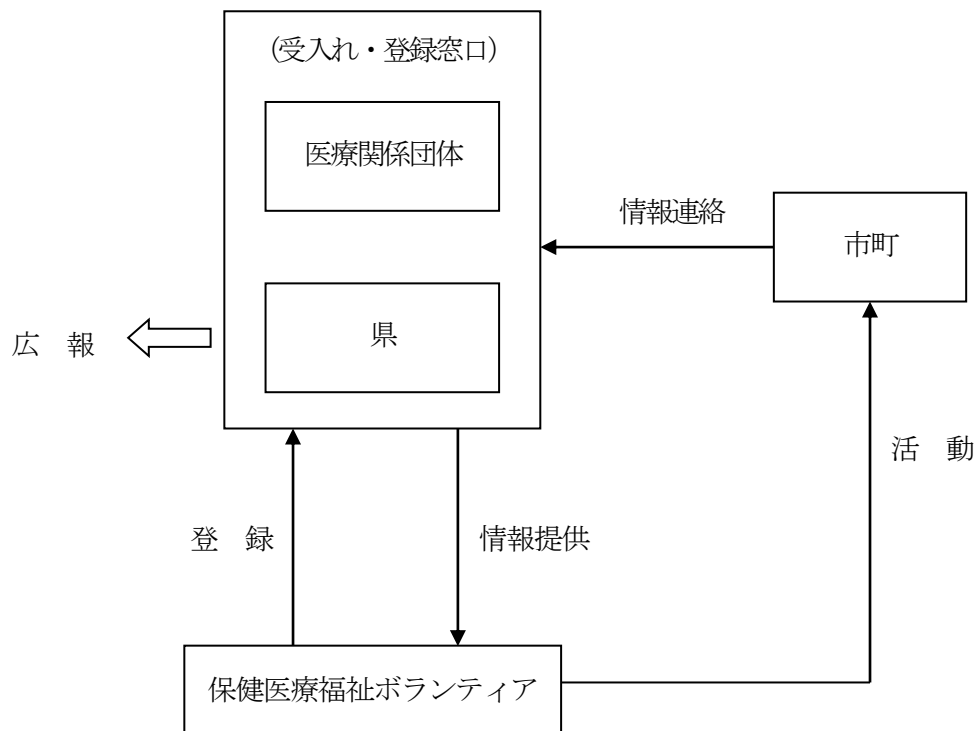 （受入れ・登録窓口）
医療関係団体
情報連絡
市町
県
広　報
活　動
登　録
情報提供
保健医療福祉ボランティア